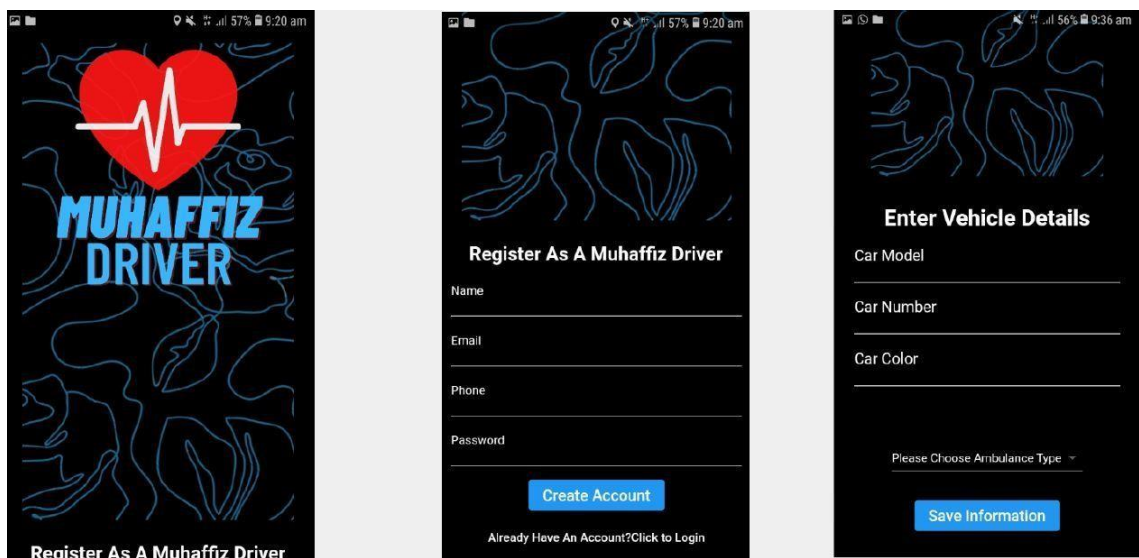 57% 9:20 am
MUHAFFIZ
DRIVER
Register As A Muhaffiz Driver
57% 9:20 am
Register As A Muhaffiz Driver
Name
Email
Phone
Password
Create Account
Already Have An Account?Click to Login
56% 9:36 am
Enter Vehicle Details
Car Model
Car Number
Car Color
Please Choose Ambulance Type
Save Information